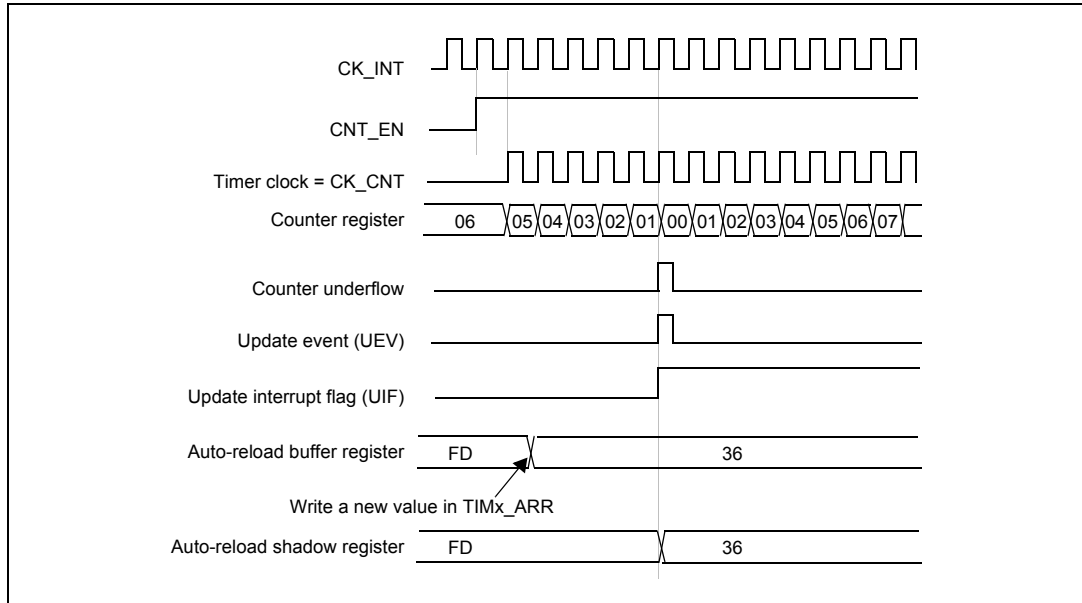 CK_INT
CNT_EN
Timer clock = CK_CNT
Counter register 06 05 04 03 02 01 00 01 02 03 04 05 06 07
Counter underflow
Update event (UEV)
Update interrupt flag (UIF)
Auto-reload buffer register FD 36
Write a new value in TIMx_ARR
Auto-reload shadow register FD 36